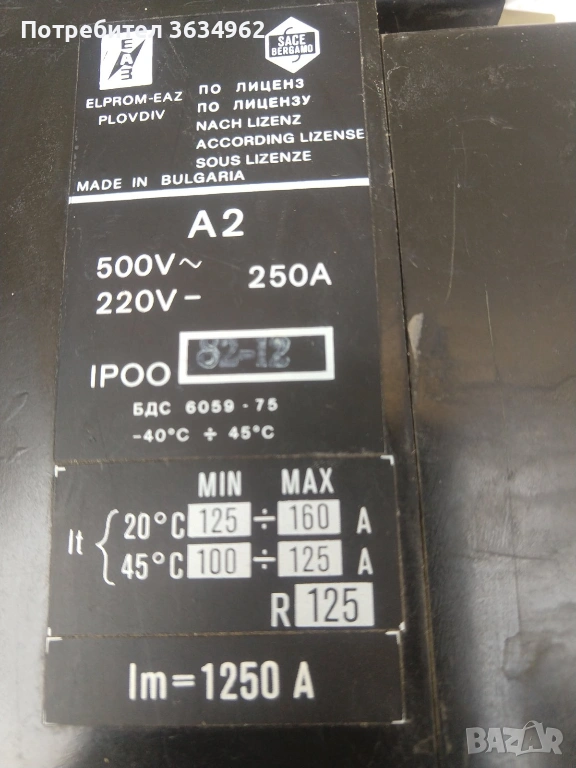 Потребител 3634962
EAZ
SACE
BERGAMO
ELPROM-EAZ
PLOVDIV
ПО ЛИЦЕНЗ
ПО ЛИЦЕНЗУ
NACH LIZENZ
ACCORDING LIZENSE
SOUS LIZENZE
MADE IN BULGARIA
A2
500V~
220V-
250A
IPOO 82-12
БДС 6059-75
-40°C ÷ 45°C
MIN MAX
It { 20°C 125 ÷ 160 A
45°C 100 ÷ 125 A
R 125
Im = 1250 A
BAZAR